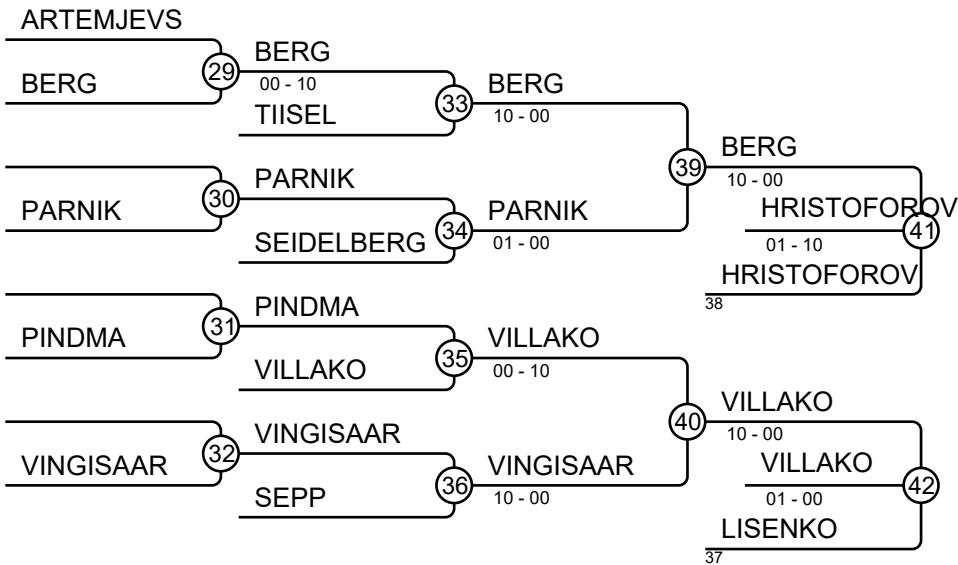 ARTEMJEVS
BERG
29
BERG
00 - 10
TIISEL
33
BERG
10 - 00
PARNIK
30
PARNIK
SEIDELBERG
34
PARNIK
01 - 00
39
BERG
10 - 00
HRISTOFOROV
01 - 10
41
HRISTOFOROV
38
PINDMA
31
PINDMA
VILLAKO
35
VILLAKO
00 - 10
VINGISAAR
32
VINGISAAR
SEPP
36
VINGISAAR
10 - 00
40
VILLAKO
10 - 00
VILLAKO
01 - 00
42
LISENKO
37